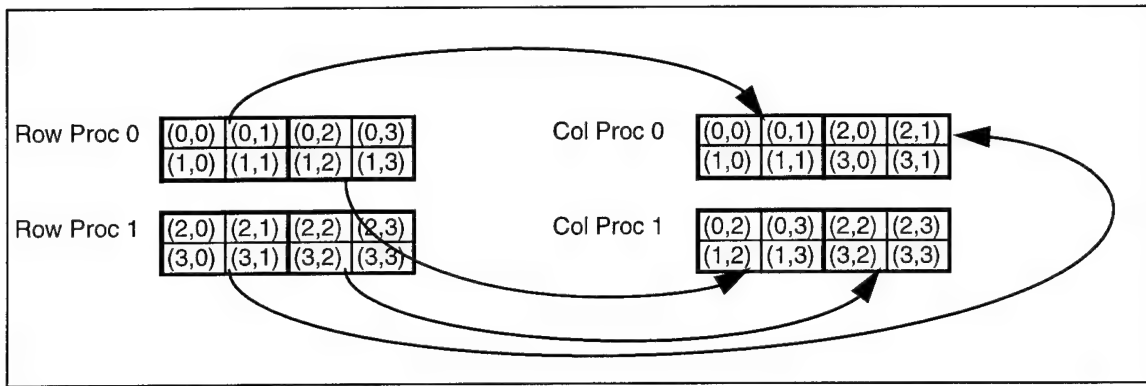 Row Proc 0 (0,0) (0,1) (0,2) (0,3)
(1,0) (1,1) (1,2) (1,3)
Row Proc 1 (2,0) (2,1) (2,2) (2,3)
(3,0) (3,1) (3,2) (3,3)
Col Proc 0 (0,0) (0,1) (2,0) (2,1)
(1,0) (1,1) (3,0) (3,1)
Col Proc 1 (0,2) (0,3) (2,2) (2,3)
(1,2) (1,3) (3,2) (3,3)